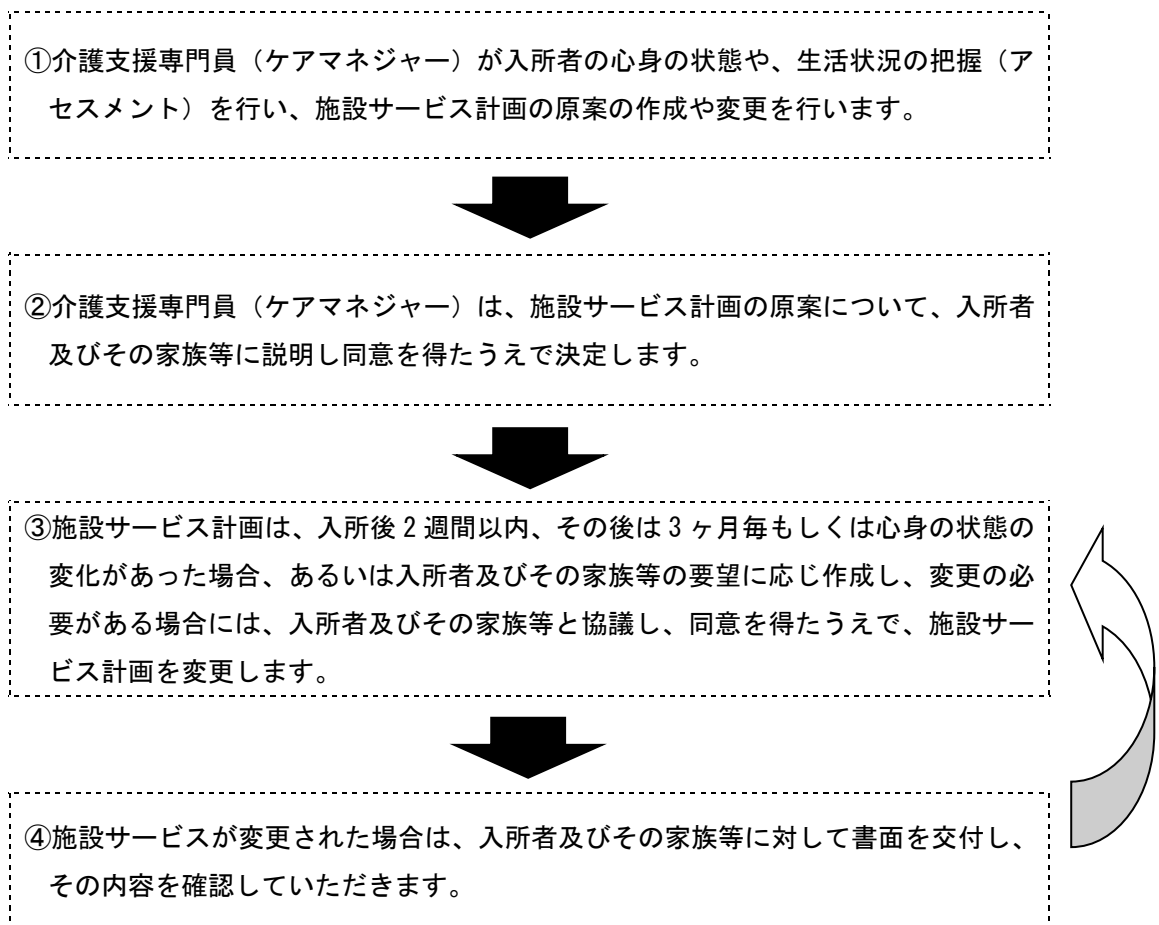 ①介護支援専門員（ケアマネジャー）が入所者の心身の状態や、生活状況の把握（ア
セスメント）を行い、施設サービス計画の原案の作成や変更を行います。
②介護支援専門員（ケアマネジャー）は、施設サービス計画の原案について、入所者
及びその家族等に説明し同意を得たうえで決定します。
③施設サービス計画は、入所後2週間以内、その後は3ヶ月毎もしくは心身の状態の
変化があった場合、あるいは入所者及びその家族等の要望に応じ作成し、変更の必
要がある場合には、入所者及びその家族等と協議し、同意を得たうえで、施設サー
ビス計画を変更します。
④施設サービスが変更された場合は、入所者及びその家族等に対して書面を交付し、
その内容を確認していただきます。